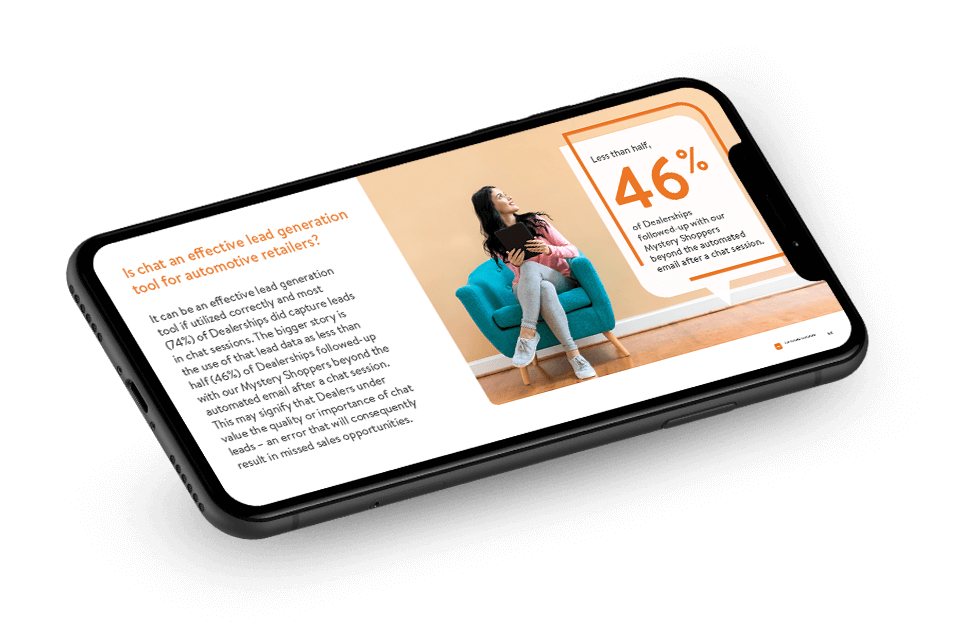 Is chat an effective lead generation
tool for automotive retailers?
It can be an effective lead generation
tool if utilized correctly and most
(74%) of Dealerships did capture leads
in chat sessions. The bigger story is
the use of that lead data as less than
half (46%) of Dealerships followed-up
with our Mystery Shoppers beyond the
automated email after a chat session.
This may signify that Dealers under
value the quality or importance of chat
leads – an error that will consequently
result in missed sales opportunities.
Less than half,
46%
of Dealerships
followed-up with our
Mystery Shoppers
beyond the automated
email after a chat session.